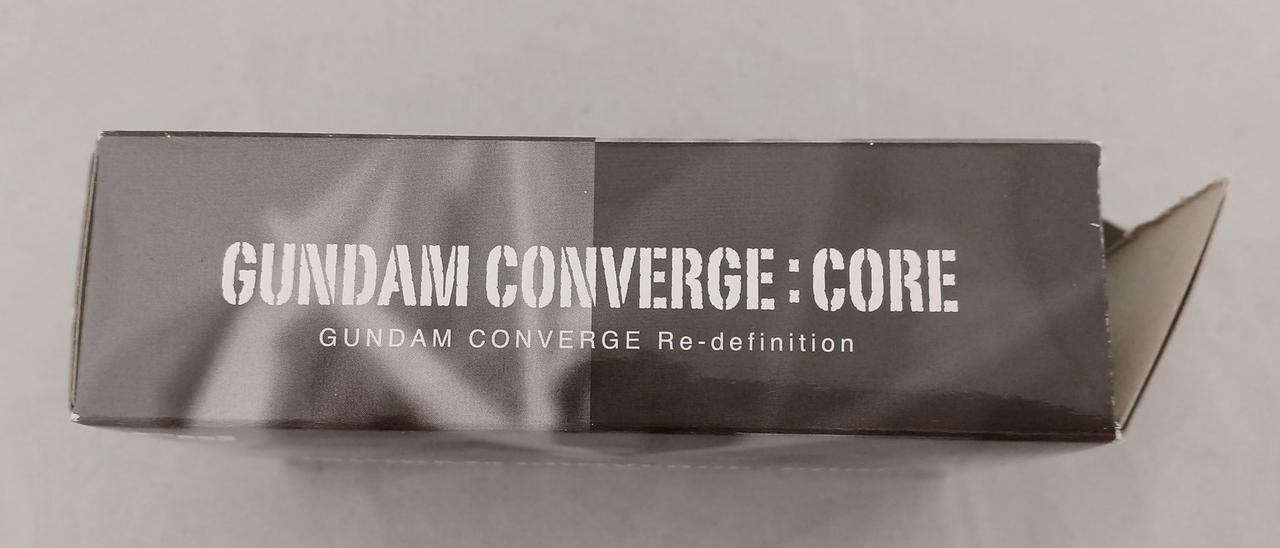 GUNDAM CONVERGE : CORE
GUNDAM CONVERGE Re-definition